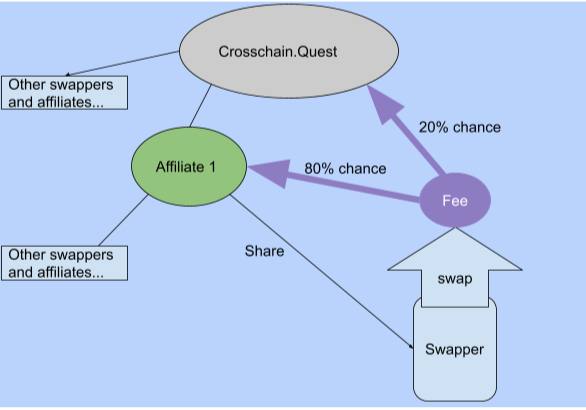 Crosschain.Quest
Other swappers
and affiliates...
20% chance
Affiliate 1
80% chance
Fee
Other swappers
and affiliates...
Share
swap
Swapper